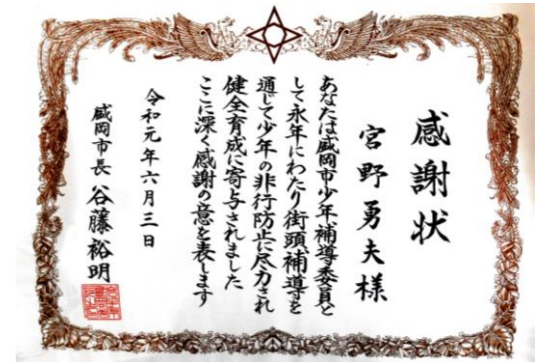 感謝状
宮野勇夫様
あなたは盛岡市少年補導委員と
して永年にわたり街頭補導を
通じて少年の非行防止に尽力され
健全育成に寄与されました
ここに深く感謝の意を表します
令和元年六月三日
盛岡市長 谷藤裕明